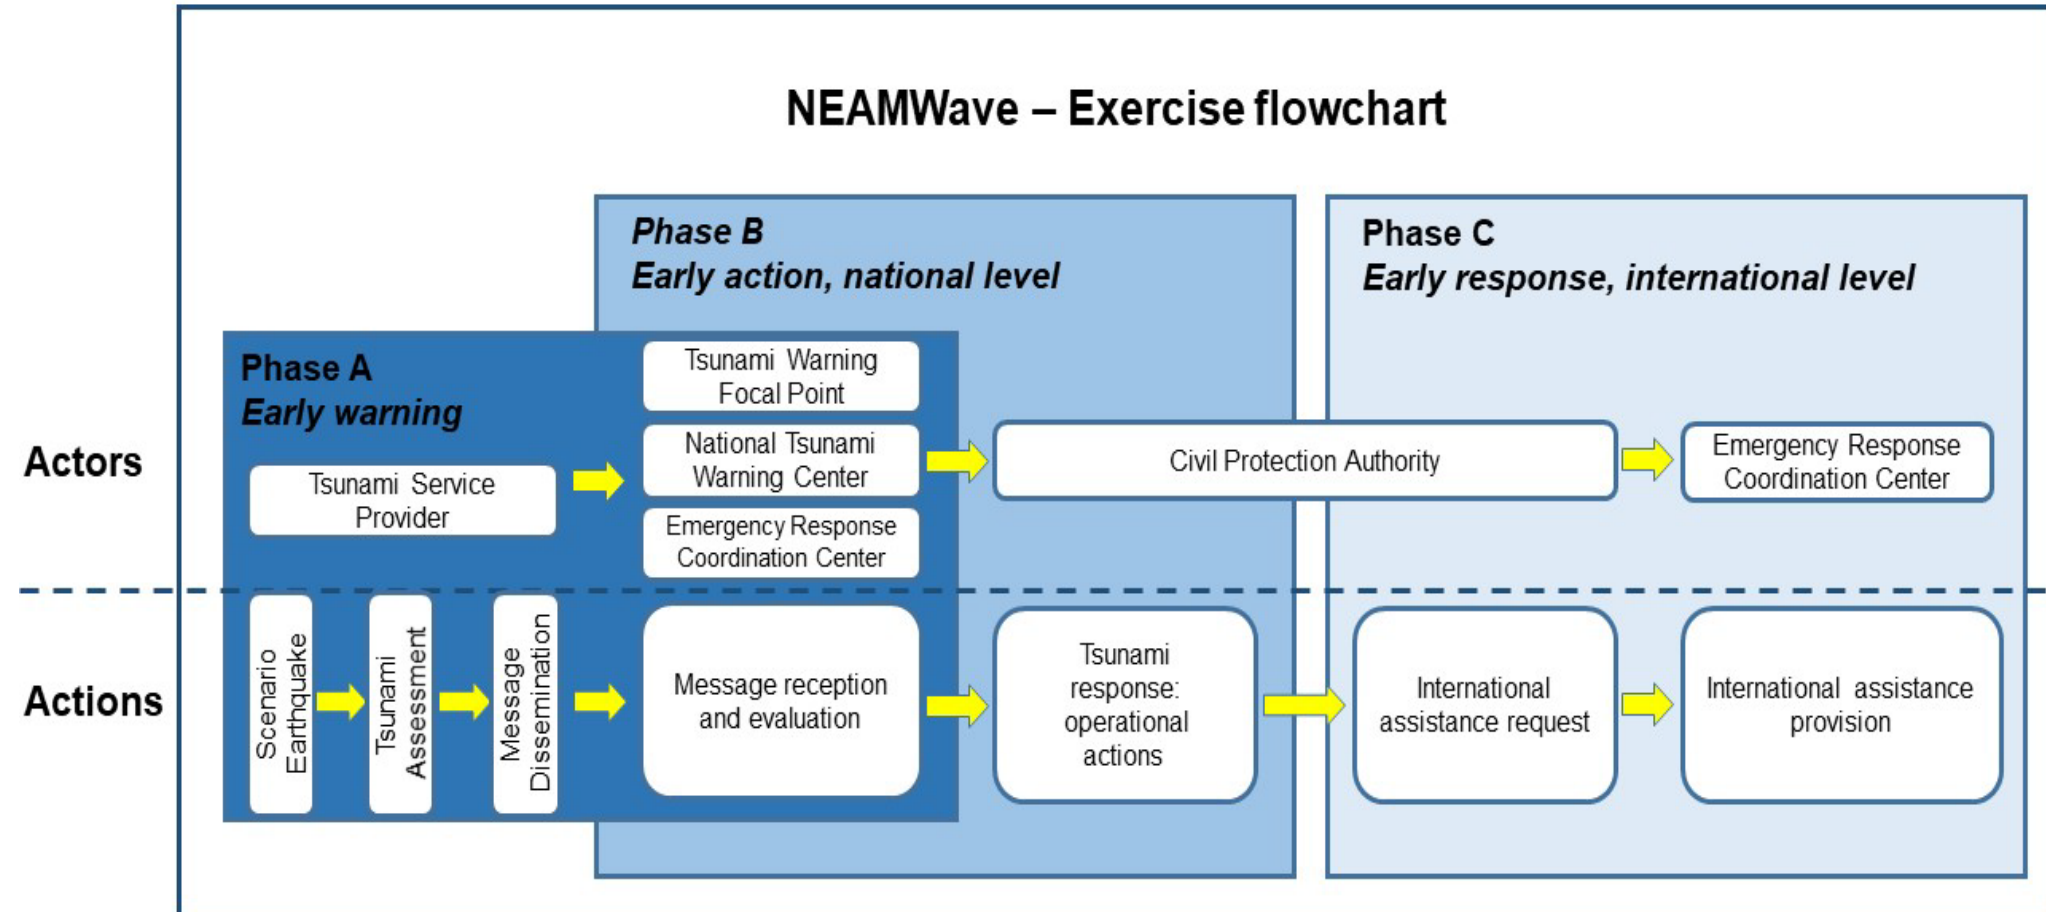 NEAMWave – Exercise flowchart
Phase B
Early action, national level
Phase C
Early response, international level
Phase A
Early warning
Actors
Tsunami Service
Provider
Tsunami Warning
Focal Point
National Tsunami
Warning Center
Emergency Response
Coordination Center
Civil Protection Authority
Emergency Response
Coordination Center
Actions
Scenario
Earthquake
Tsunami
Assessment
Message
Dissemination
Message reception
and evaluation
Tsunami
response:
operational
actions
International
assistance request
International assistance
provision